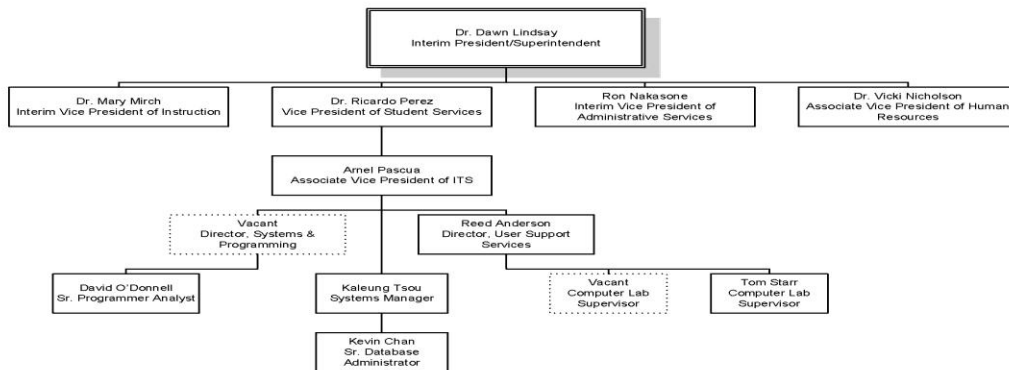 Dr. Dawn Lindsay
Interim President/Superintendent
Dr. Mary Mirch
Interim Vice President of Instruction
Dr. Ricardo Perez
Vice President of Student Services
Ron Nakasone
Interim Vice President of
Administrative Services
Dr. Vicki Nicholson
Associate Vice President of Human
Resources
Arnel Pascua
Associate Vice President of ITS
Vacant
Director, Systems &
Programming
Reed Anderson
Director, User Support
Services
David O'Donnell
Sr. Programmer Analyst
Kaleung Tsou
Systems Manager
Vacant
Computer Lab
Supervisor
Tom Starr
Computer Lab
Supervisor
Kevin Chan
Sr. Database
Administrator